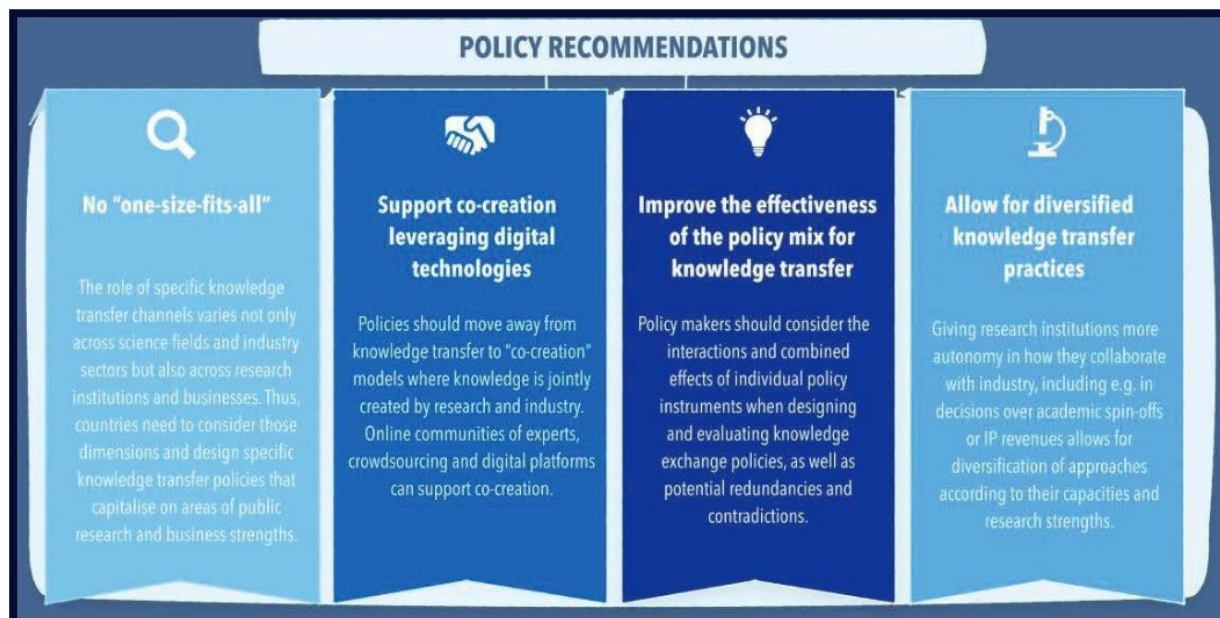 POLICY RECOMMENDATIONS
No "one-size-fits-all"
The role of specific knowledge
transfer channels varies not only
across science fields and industry
sectors but also across research
institutions and businesses. Thus,
countries need to consider those
dimensions and design specific
knowledge transfer policies that
capitalise on areas of public
research and business strengths.
Support co-creation
leveraging digital
technologies
Policies should move away from
knowledge transfer to "co-creation"
models where knowledge is jointly
created by research and industry.
Online communities of experts,
crowdsourcing and digital platforms
can support co-creation.
Improve the effectiveness
of the policy mix for
knowledge transfer
Policy makers should consider the
interactions and combined
effects of individual policy
instruments when designing
and evaluating knowledge
exchange policies, as well as
potential redundancies and
contradictions.
Allow for diversified
knowledge transfer
practices
Giving research institutions more
autonomy in how they collaborate
with industry, including e.g. in
decisions over academic spin-offs
or IP revenues allows for
diversification of approaches
according to their capacities and
research strengths.